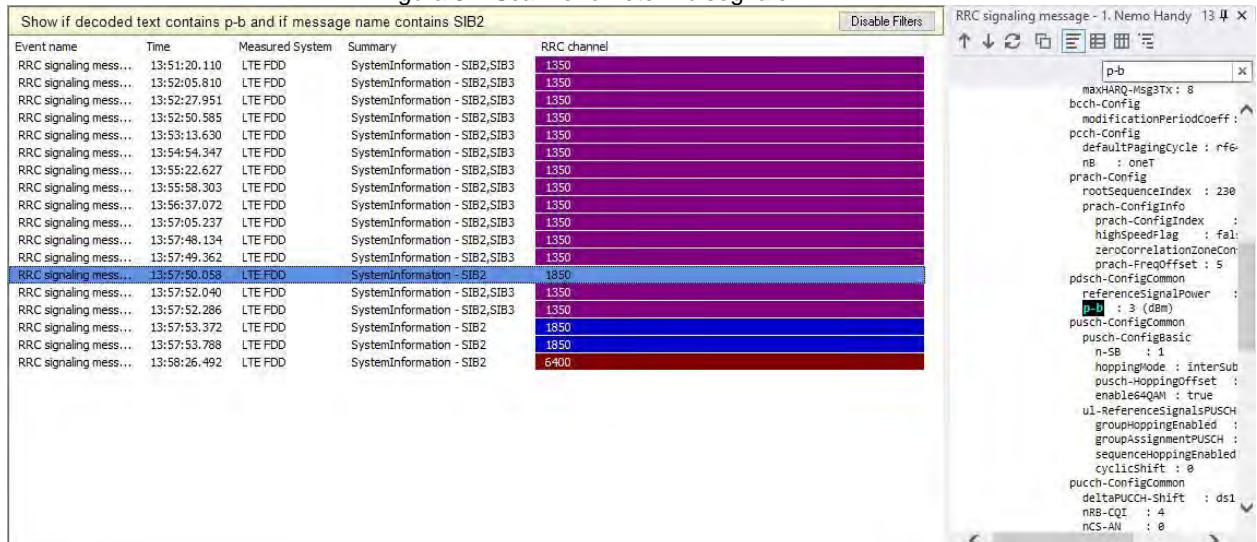 Show if decoded text contains p-b and if message name contains SIB2 Disable Filters
Event name Time Measured System Summary RRC channel
RRC signaling mess... 13:51:20.110 LTE FDD SystemInformation - SIB2,SIB3 1350
RRC signaling mess... 13:52:05.810 LTE FDD SystemInformation - SIB2,SIB3 1350
RRC signaling mess... 13:52:27.951 LTE FDD SystemInformation - SIB2,SIB3 1350
RRC signaling mess... 13:52:50.585 LTE FDD SystemInformation - SIB2,SIB3 1350
RRC signaling mess... 13:53:13.630 LTE FDD SystemInformation - SIB2,SIB3 1350
RRC signaling mess... 13:54:54.347 LTE FDD SystemInformation - SIB2,SIB3 1350
RRC signaling mess... 13:55:22.627 LTE FDD SystemInformation - SIB2,SIB3 1350
RRC signaling mess... 13:55:58.303 LTE FDD SystemInformation - SIB2,SIB3 1350
RRC signaling mess... 13:56:37.072 LTE FDD SystemInformation - SIB2,SIB3 1350
RRC signaling mess... 13:57:05.237 LTE FDD SystemInformation - SIB2,SIB3 1350
RRC signaling mess... 13:57:48.134 LTE FDD SystemInformation - SIB2,SIB3 1350
RRC signaling mess... 13:57:49.362 LTE FDD SystemInformation - SIB2,SIB3 1350
RRC signaling mess... 13:57:50.058 LTE FDD SystemInformation - SIB2 1850
RRC signaling mess... 13:57:52.040 LTE FDD SystemInformation - SIB2,SIB3 1350
RRC signaling mess... 13:57:52.286 LTE FDD SystemInformation - SIB2,SIB3 1350
RRC signaling mess... 13:57:53.372 LTE FDD SystemInformation - SIB2 1850
RRC signaling mess... 13:57:53.788 LTE FDD SystemInformation - SIB2 1850
RRC signaling mess... 13:58:26.492 LTE FDD SystemInformation - SIB2 6400
RRC signaling message - 1. Nemo Handy 13
p-b
maxHARQ-Msg3Tx : 8
bcch-Config
modificationPeriodCoeff :
pcch-Config
defaultPagingCycle : rf6
nB : oneT
prach-Config
rootSequenceIndex : 230
prach-ConfigInfo
prach-ConfigIndex :
highSpeedFlag : fal
zeroCorrelationZoneCon
prach-FreqOffset : 5
pdsch-ConfigCommon
referenceSignalPower :
p-b : 3 (dBm)
pusch-ConfigCommon
pusch-ConfigBasic
n-SB : 1
hoppingMode : interSub
pusch-HoppingOffset :
enable64QAM : true
ul-ReferenceSignalsPUSCH
groupHoppingEnabled :
groupAssignmentPUSCH :
sequenceHoppingEnabled
cyclicShift : 0
pucch-ConfigCommon
deltaPUCCH-Shift : ds1
nRB-CQI : 4
nCS-AN : 0